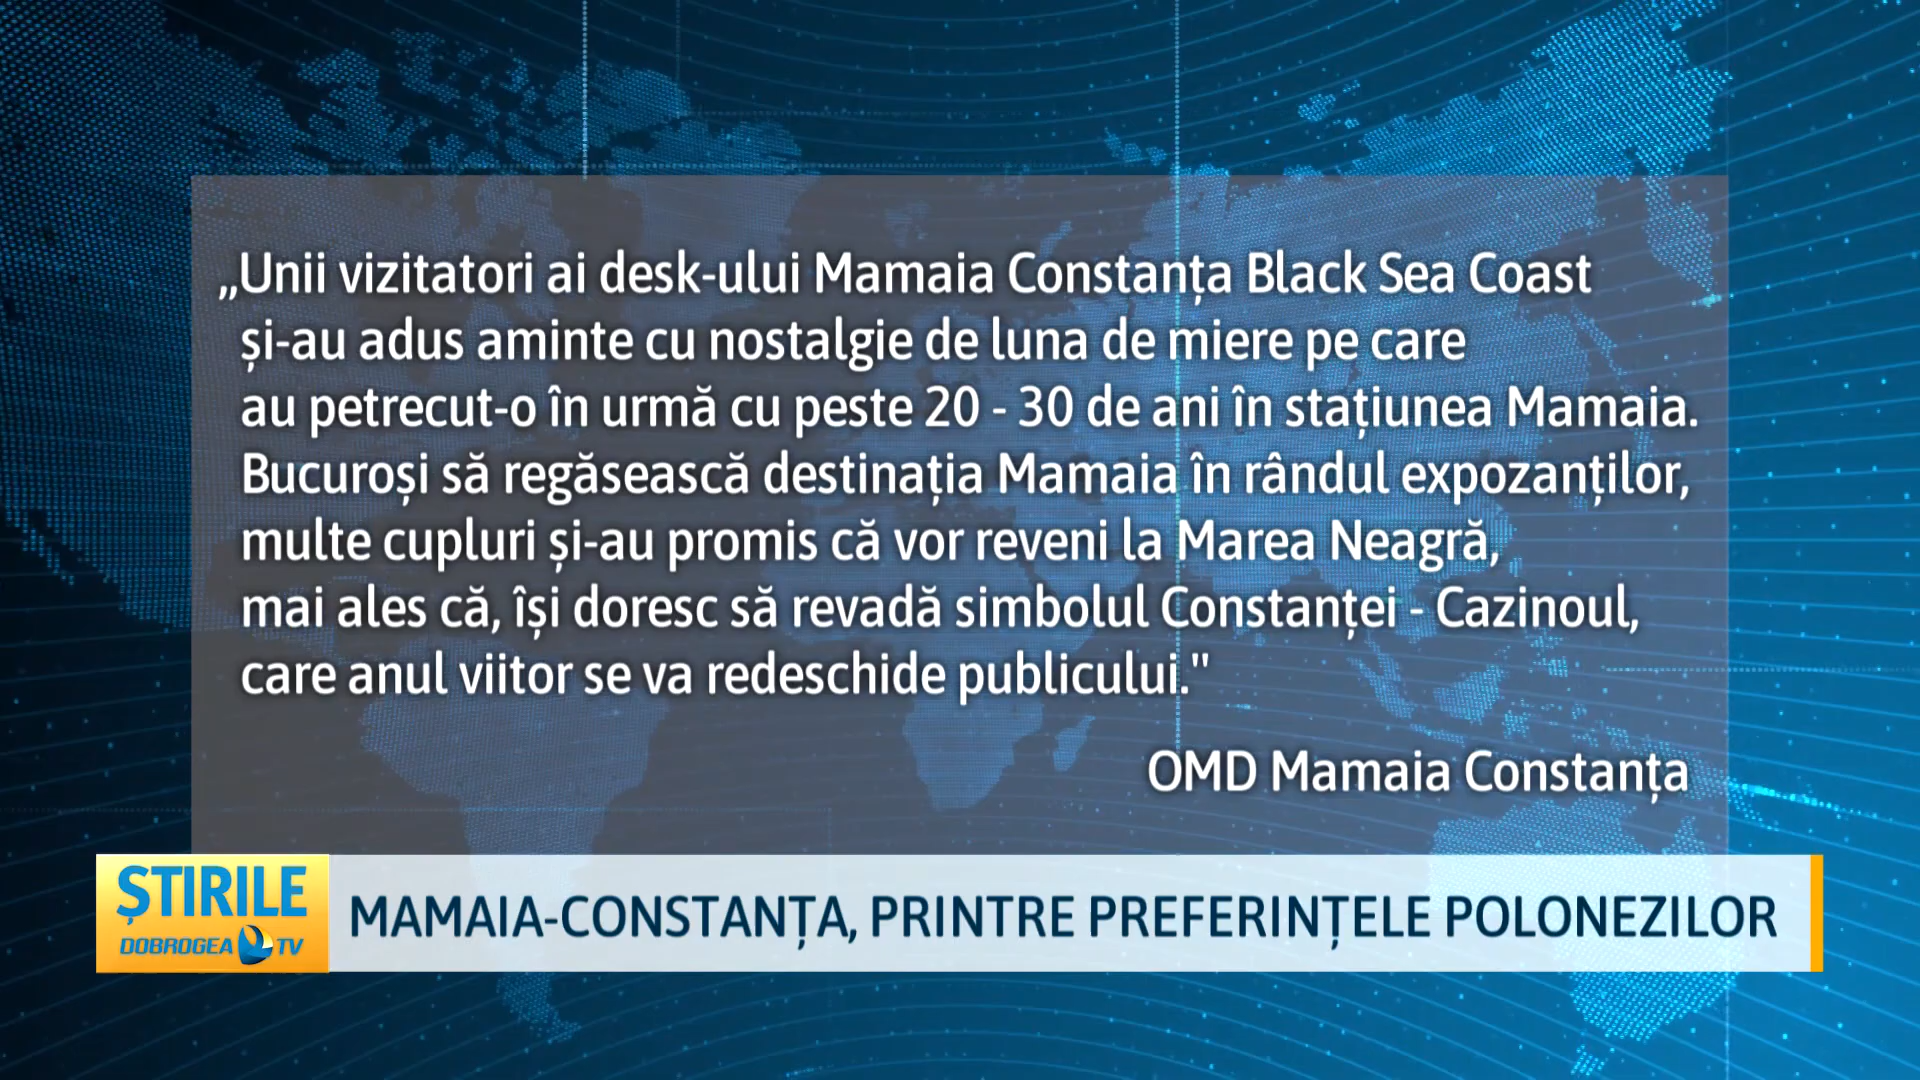 „Unii vizitatori ai desk-ului Mamaia Constanța Black Sea Coast
și-au adus aminte cu nostalgie de luna de miere pe care
au petrecut-o în urmă cu peste 20 - 30 de ani în stațiunea Mamaia.
Bucuroși să regăsească destinația Mamaia în rândul expozanților,
multe cupluri și-au promis că vor reveni la Marea Neagră,
mai ales că, își doresc să revadă simbolul Constanței - Cazinoul,
care anul viitor se va redeschide publicului."
OMD Mamaia Constanța
ȘTIRILE
DOBROGEA TV
MAMAIA-CONSTANȚA, PRINTRE PREFERINȚELE POLONEZILOR